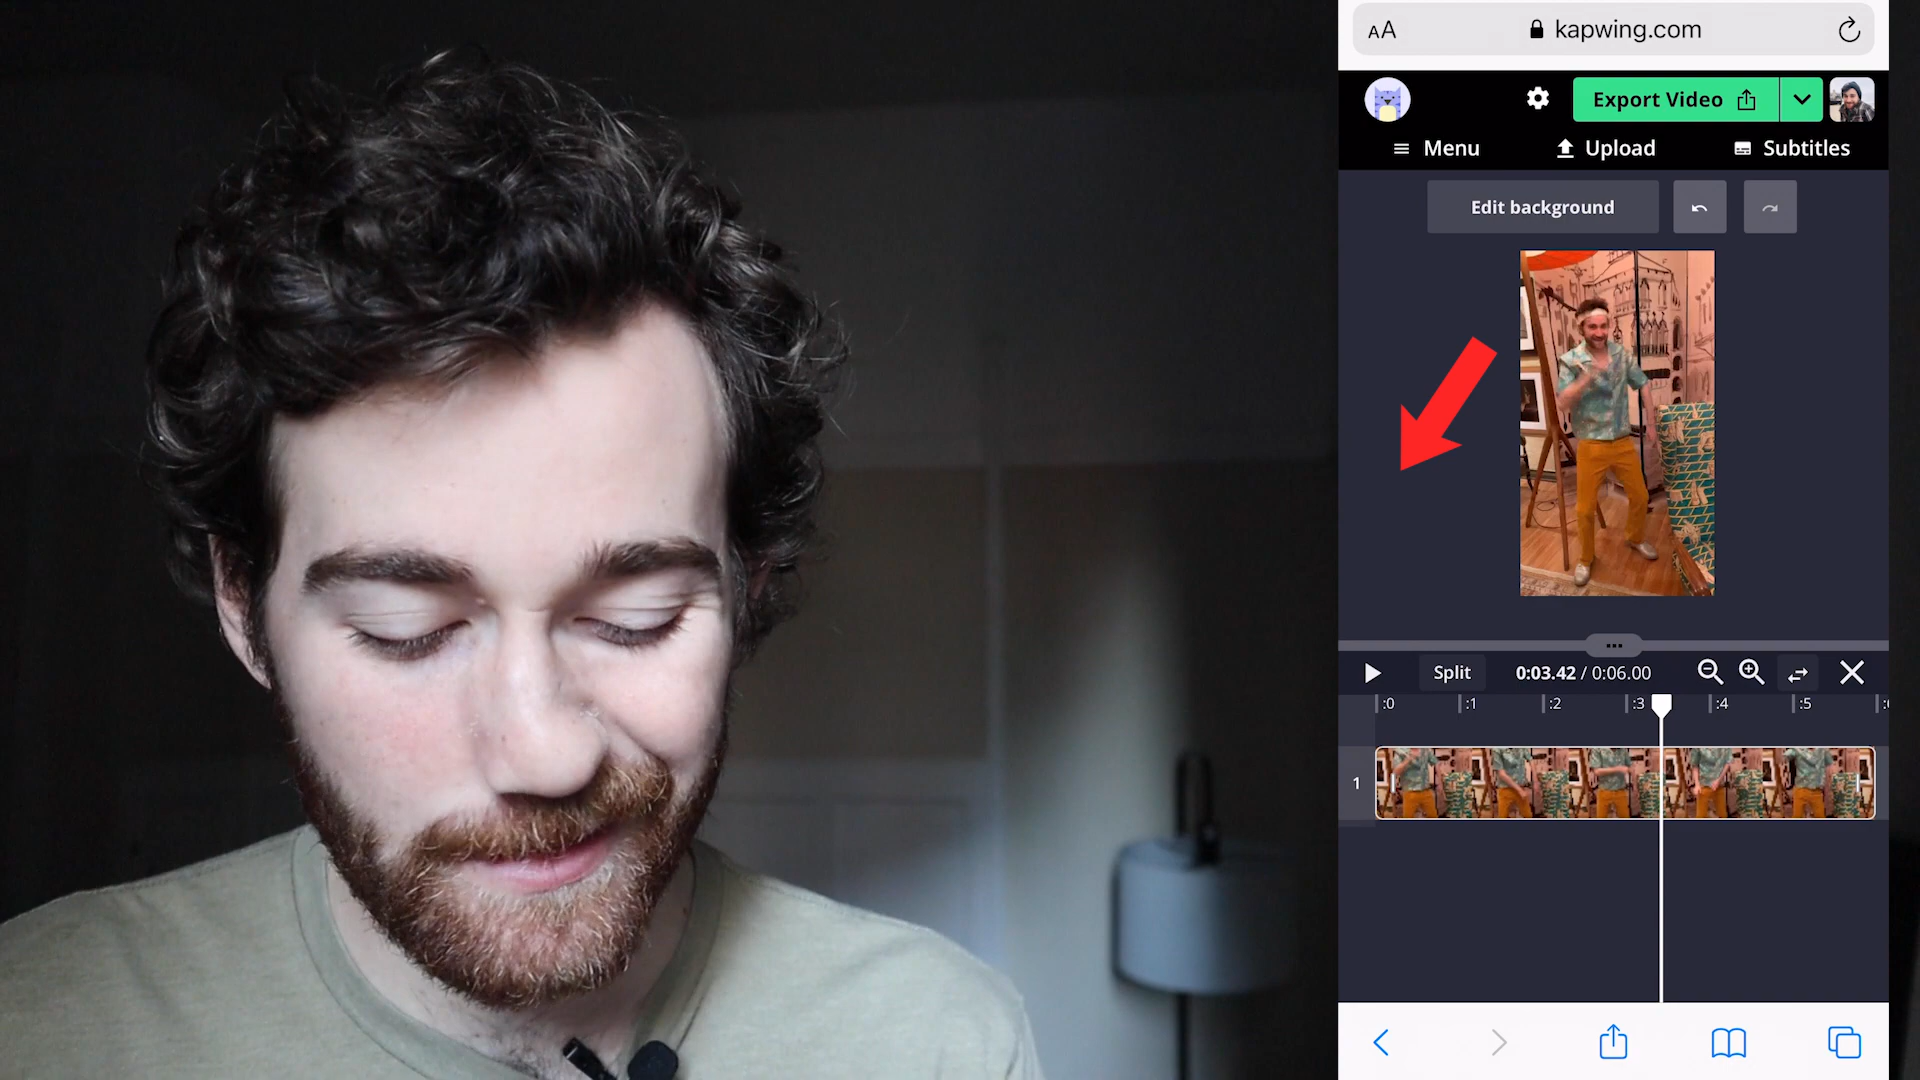 AA kapwing.com
Export Video
Menu Upload Subtitles
Edit background
Split 0:03.42 / 0:06.00
:0 :1 :2 :3 :4 :5
1